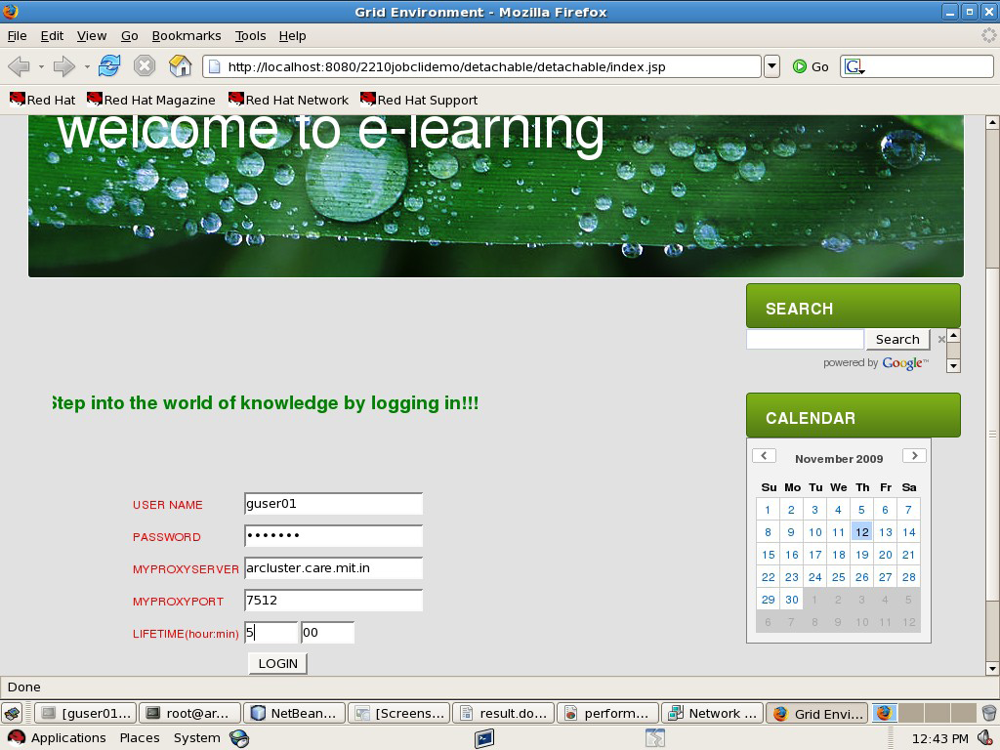 Grid Environment - Mozilla Firefox
File Edit View Go Bookmarks Tools Help
http://localhost:8080/2210jobclidemo/detachable/detachable/index.jsp Go G
Red Hat Red Hat Magazine Red Hat Network Red Hat Support
welcome to e-learning
SEARCH
Search
powered by Google™
Step into the world of knowledge by logging in!!!
CALENDAR
November 2009
Su Mo Tu We Th Fr Sa
1 2 3 4 5 6 7
8 9 10 11 12 13 14
15 16 17 18 19 20 21
22 23 24 25 26 27 28
29 30 1 2 3 4 5
6 7 8 9 10 11 12
USER NAME guser01
PASSWORD •••••••
MYPROXYSERVER arcluster.care.mit.in
MYPROXYPORT 7512
LIFETIME(hour:min) 5 00
LOGIN
Done
[guser01... root@ar... NetBean... [Screens... result.do... perform... Network ... Grid Envi...
Applications Places System 12:43 PM